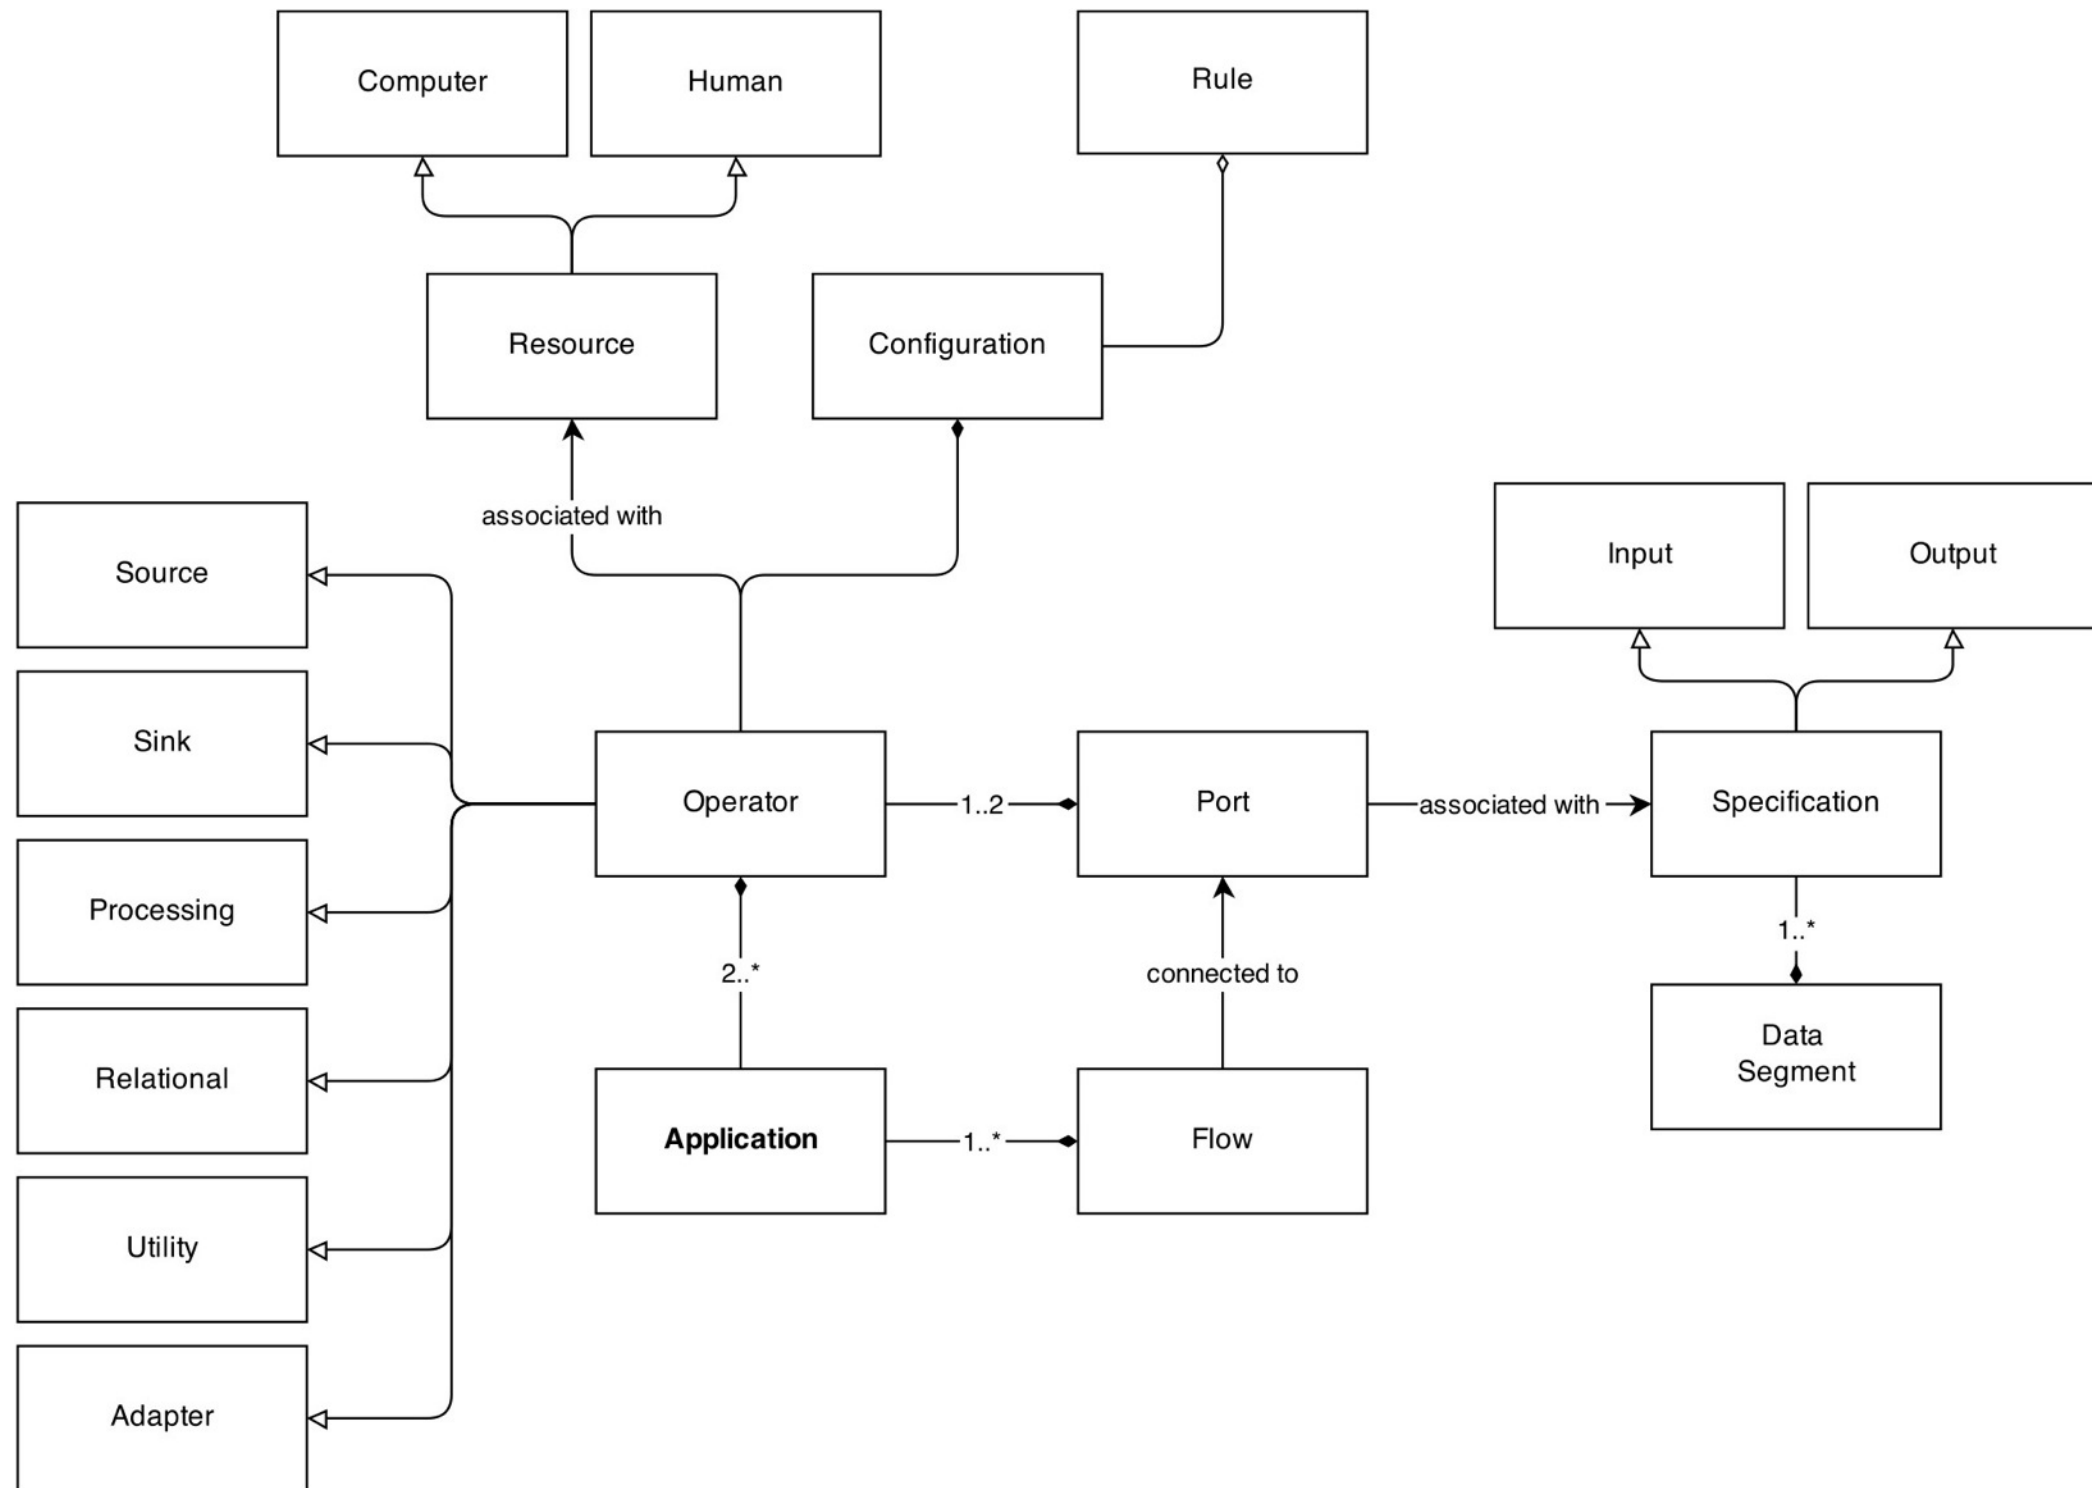 Computer
Human
Rule
Resource
Configuration
associated with
Source
Input
Output
Sink
Operator
1..2
Port
associated with
Specification
Processing
2..*
connected to
1..*
Data
Segment
Relational
Application
1..*
Flow
Utility
Adapter